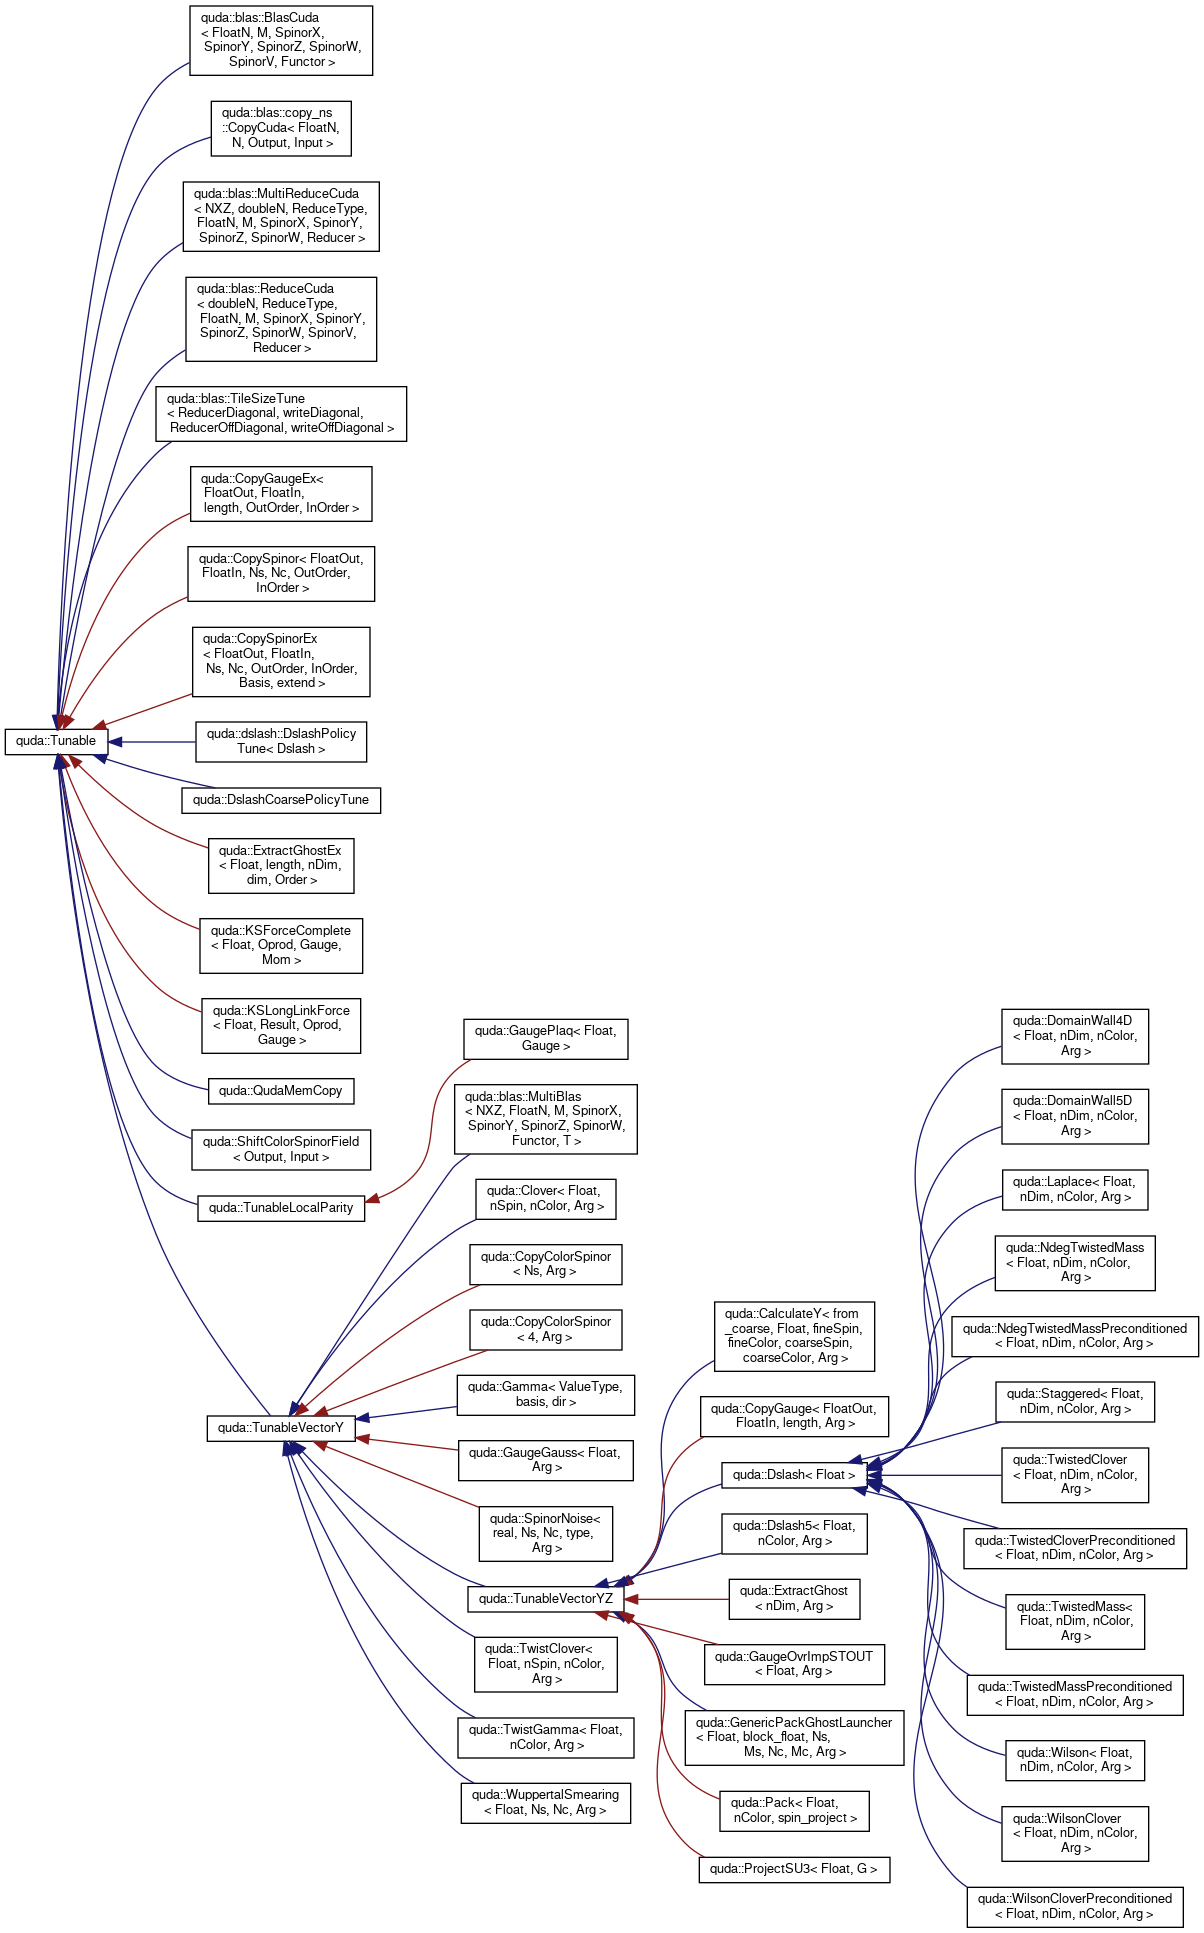 quda::blas::BlasCuda
< FloatN, M, SpinorX,
SpinorY, SpinorZ, SpinorW,
SpinorV, Functor >
quda::blas::copy_ns
::CopyCuda< FloatN,
N, Output, Input >
quda::blas::MultiReduceCuda
< NXZ, doubleN, ReduceType,
FloatN, M, SpinorX, SpinorY,
SpinorZ, SpinorW, Reducer >
quda::blas::ReduceCuda
< doubleN, ReduceType,
FloatN, M, SpinorX, SpinorY,
SpinorZ, SpinorW, SpinorV,
Reducer >
quda::blas::TileSizeTune
< ReducerDiagonal, writeDiagonal,
ReducerOffDiagonal, writeOffDiagonal >
quda::CopyGaugeEx<
FloatOut, FloatIn,
length, OutOrder, InOrder >
quda::CopySpinor< FloatOut,
FloatIn, Ns, Nc, OutOrder,
InOrder >
quda::CopySpinorEx
< FloatOut, FloatIn,
Ns, Nc, OutOrder, InOrder,
Basis, extend >
quda::Tunable
quda::dslash::DslashPolicy
Tune< Dslash >
quda::DslashCoarsePolicyTune
quda::ExtractGhostEx
< Float, length, nDim,
dim, Order >
quda::KSForceComplete
< Float, Oprod, Gauge,
Mom >
quda::KSLongLinkForce
< Float, Result, Oprod,
Gauge >
quda::QudaMemCopy
quda::ShiftColorSpinorField
< Output, Input >
quda::TunableLocalParity
quda::TunableVectorY
quda::GaugePlaq< Float,
Gauge >
quda::blas::MultiBlas
< NXZ, FloatN, M, SpinorX,
SpinorY, SpinorZ, SpinorW,
Functor, T >
quda::Clover< Float,
nSpin, nColor, Arg >
quda::CopyColorSpinor
< Ns, Arg >
quda::CopyColorSpinor
< 4, Arg >
quda::Gamma< ValueType,
basis, dir >
quda::GaugeGauss< Float,
Arg >
quda::SpinorNoise<
real, Ns, Nc, type,
Arg >
quda::TunableVectorYZ
quda::TwistClover<
Float, nSpin, nColor,
Arg >
quda::TwistGamma< Float,
nColor, Arg >
quda::WuppertalSmearing
< Float, Ns, Nc, Arg >
quda::CalculateY< from
_coarse, Float, fineSpin,
fineColor, coarseSpin,
coarseColor, Arg >
quda::CopyGauge< FloatOut,
FloatIn, length, Arg >
quda::Dslash< Float >
quda::Dslash5< Float,
nColor, Arg >
quda::ExtractGhost
< nDim, Arg >
quda::GaugeOvrImpSTOUT
< Float, Arg >
quda::GenericPackGhostLauncher
< Float, block_float, Ns,
Ms, Nc, Mc, Arg >
quda::Pack< Float,
nColor, spin_project >
quda::ProjectSU3< Float, G >
quda::DomainWall4D
< Float, nDim, nColor,
Arg >
quda::DomainWall5D
< Float, nDim, nColor,
Arg >
quda::Laplace< Float,
nDim, nColor, Arg >
quda::NdegTwistedMass
< Float, nDim, nColor,
Arg >
quda::NdegTwistedMassPreconditioned
< Float, nDim, nColor, Arg >
quda::Staggered< Float,
nDim, nColor, Arg >
quda::TwistedClover
< Float, nDim, nColor,
Arg >
quda::TwistedCloverPreconditioned
< Float, nDim, nColor, Arg >
quda::TwistedMass<
Float, nDim, nColor,
Arg >
quda::TwistedMassPreconditioned
< Float, nDim, nColor, Arg >
quda::Wilson< Float,
nDim, nColor, Arg >
quda::WilsonClover
< Float, nDim, nColor,
Arg >
quda::WilsonCloverPreconditioned
< Float, nDim, nColor, Arg >